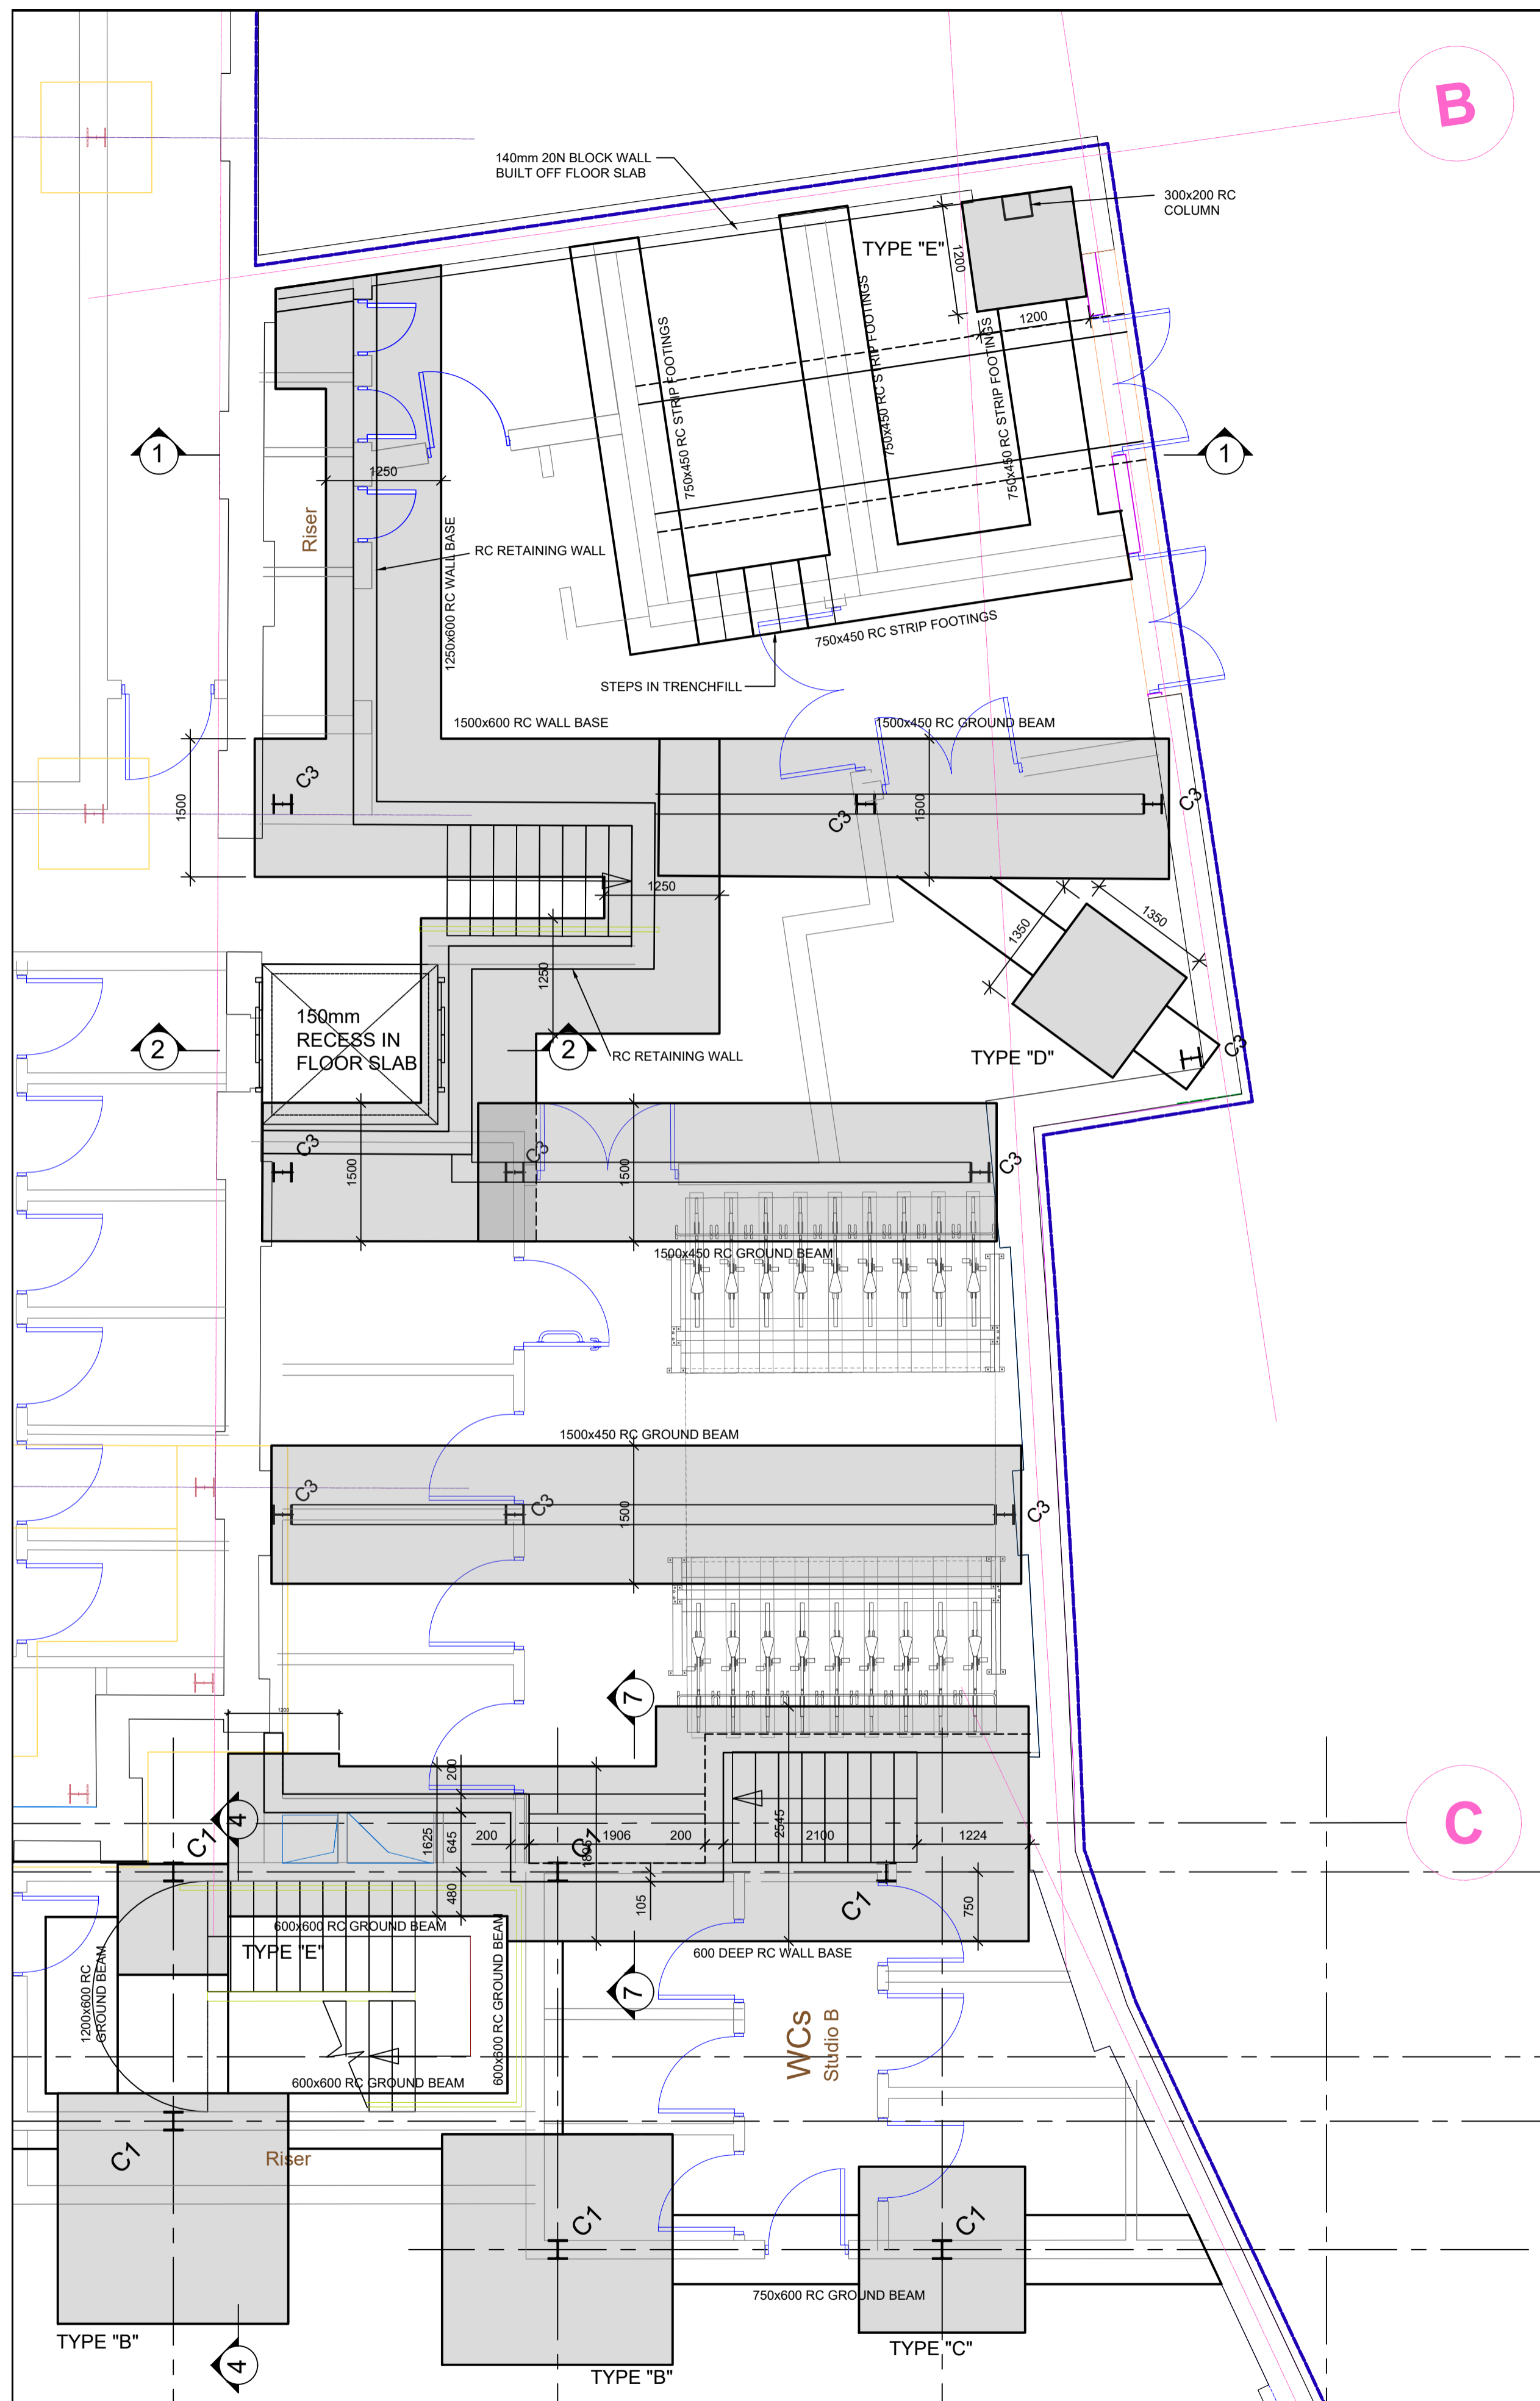 B
140mm 20N BLOCK WALL
BUILT OFF FLOOR SLAB
300x200 RC
COLUMN
TYPE "E"
1200
1200
750x450 RC STRIP FOOTINGS
750x450 RC STRIP FOOTINGS
750x450 RC STRIP FOOTINGS
1
1
1250
Riser
RC RETAINING WALL
1250x600 RC WALL BASE
750x450 RC STRIP FOOTINGS
STEPS IN TRENCHFILL
1500x600 RC WALL BASE
1500x450 RC GROUND BEAM
C3
1500
C3
1500
C3
1250
1350
1350
1250
150mm
RECESS IN
FLOOR SLAB
2
2
RC RETAINING WALL
TYPE "D"
C3
C3
1500
C3
1500
C3
1500x450 RC GROUND BEAM
1500x450 RC GROUND BEAM
C3
C3
1500
C3
7
1200
200
4
C1
1625
645
200
C1
1906
1895
200
2545
2100
1224
C
480
105
C1
750
600x600 RC GROUND BEAM
TYPE "E"
600 DEEP RC WALL BASE
1200x600 RC
GROUND BEAM
600x600 RC GROUND BEAM
7
WCs
Studio B
600x600 RC GROUND BEAM
C1
Riser
C1
C1
750x600 RC GROUND BEAM
TYPE "B"
4
TYPE "B"
TYPE "C"